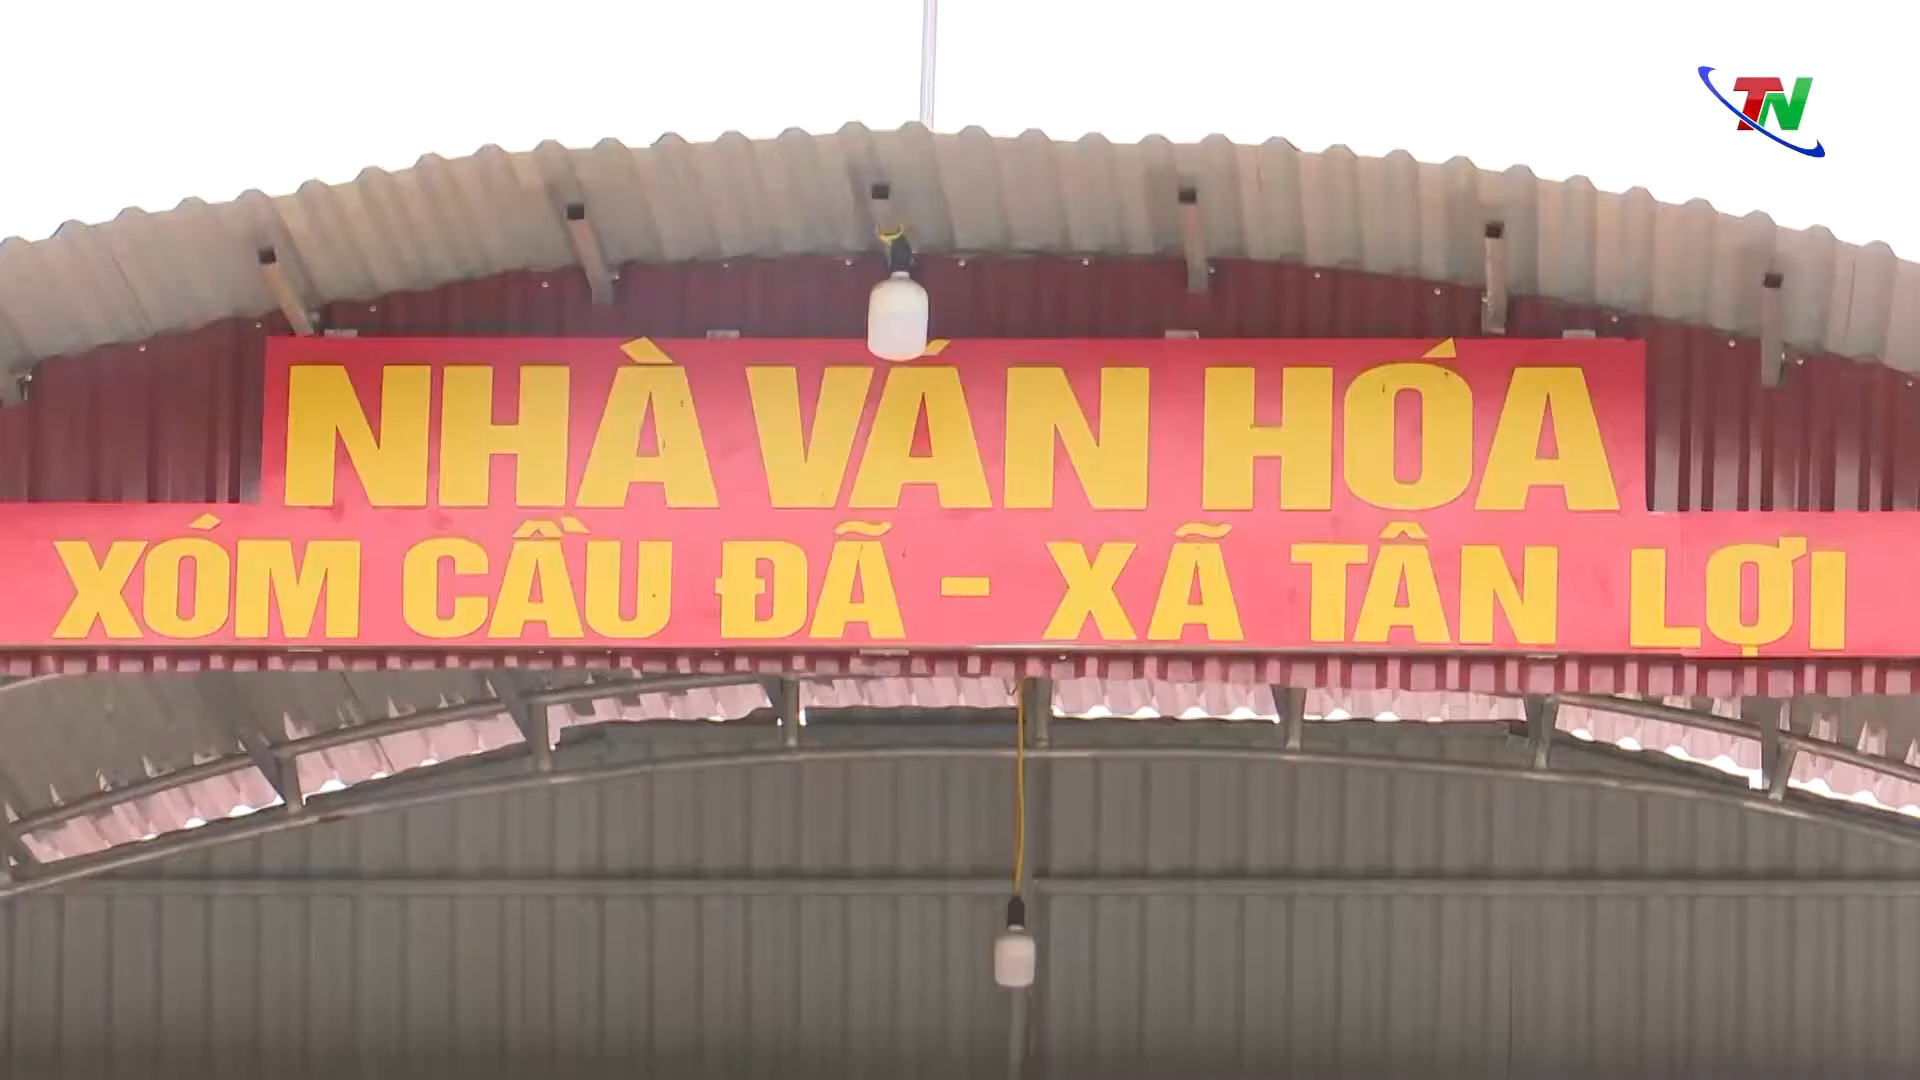 TN
NHÀ VĂN HÓA
XÓM CẦU ĐÃ - XÃ TÂN LỢI